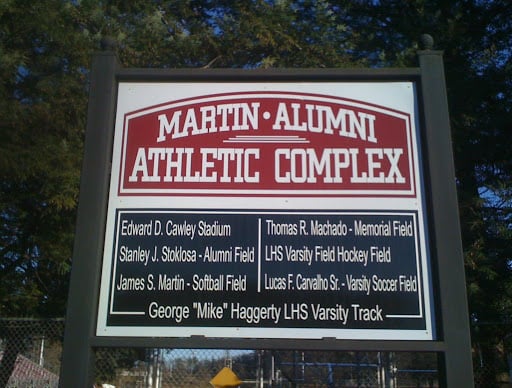 MARTIN · ALUMNI
ATHLETIC COMPLEX
Edward D. Cawley Stadium
Stanley J. Stoklosa - Alumni Field
James S. Martin - Softball Field
Thomas R. Machado - Memorial Field
LHS Varsity Field Hockey Field
Lucas F. Carvalho Sr. - Varsity Soccer Field
George "Mike" Haggerty LHS Varsity Track